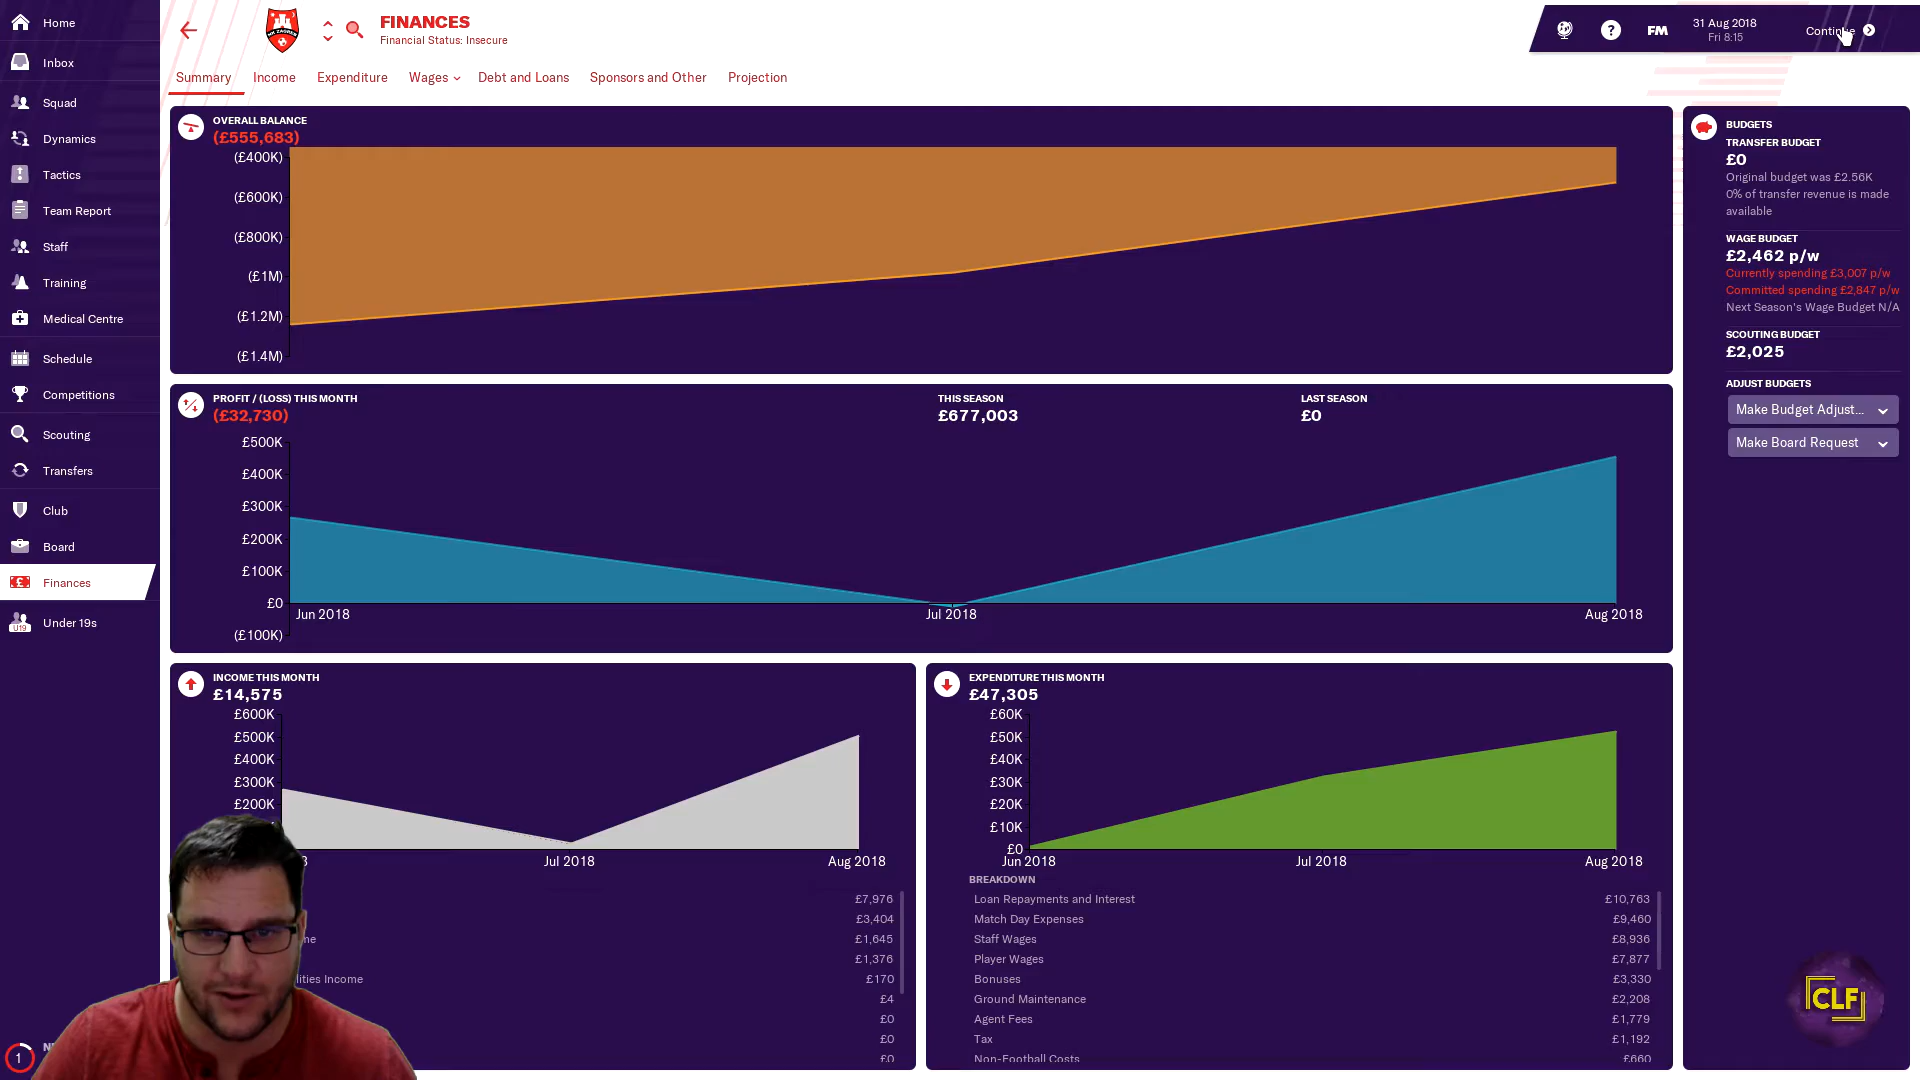 Home
Inbox
Squad
Dynamics
Tactics
Team Report
Staff
Training
Medical Centre
Schedule
Competitions
Scouting
Transfers
Club
Board
Finances
U19
Under 19s
1
NK ZAGREB
FINANCES
Financial Status: Insecure
?
FM
31 Aug 2018
Fri 8:15
Continue
Summary
Income
Expenditure
Wages
Debt and Loans
Sponsors and Other
Projection
OVERALL BALANCE
(£555,683)
(£400K)
(£600K)
(£800K)
(£1M)
(£1.2M)
(£1.4M)
PROFIT / (LOSS) THIS MONTH
(£32,730)
THIS SEASON
£677,003
LAST SEASON
£0
£500K
£400K
£300K
£200K
£100K
£0
(£100K)
Jun 2018
Jul 2018
Aug 2018
INCOME THIS MONTH
£14,575
£600K
£500K
£400K
£300K
£200K
Jul 2018
Aug 2018
£7,976
£3,404
£1,645
£1,376
£170
£4
£0
£0
£0
EXPENDITURE THIS MONTH
£47,305
£60K
£50K
£40K
£30K
£20K
£10K
£0
Jun 2018
Jul 2018
Aug 2018
BREAKDOWN
Loan Repayments and Interest £10,763
Match Day Expenses £9,460
Staff Wages £8,936
Player Wages £7,877
Bonuses £3,330
Ground Maintenance £2,208
Agent Fees £1,779
Tax £1,192
Non-Football Costs £660
BUDGETS
TRANSFER BUDGET
£0
Original budget was £2.56K
0% of transfer revenue is made
available
WAGE BUDGET
£2,462 p/w
Currently spending £3,007 p/w
Committed spending £2,847 p/w
Next Season's Wage Budget N/A
SCOUTING BUDGET
£2,025
ADJUST BUDGETS
Make Budget Adjust...
Make Board Request
CLF